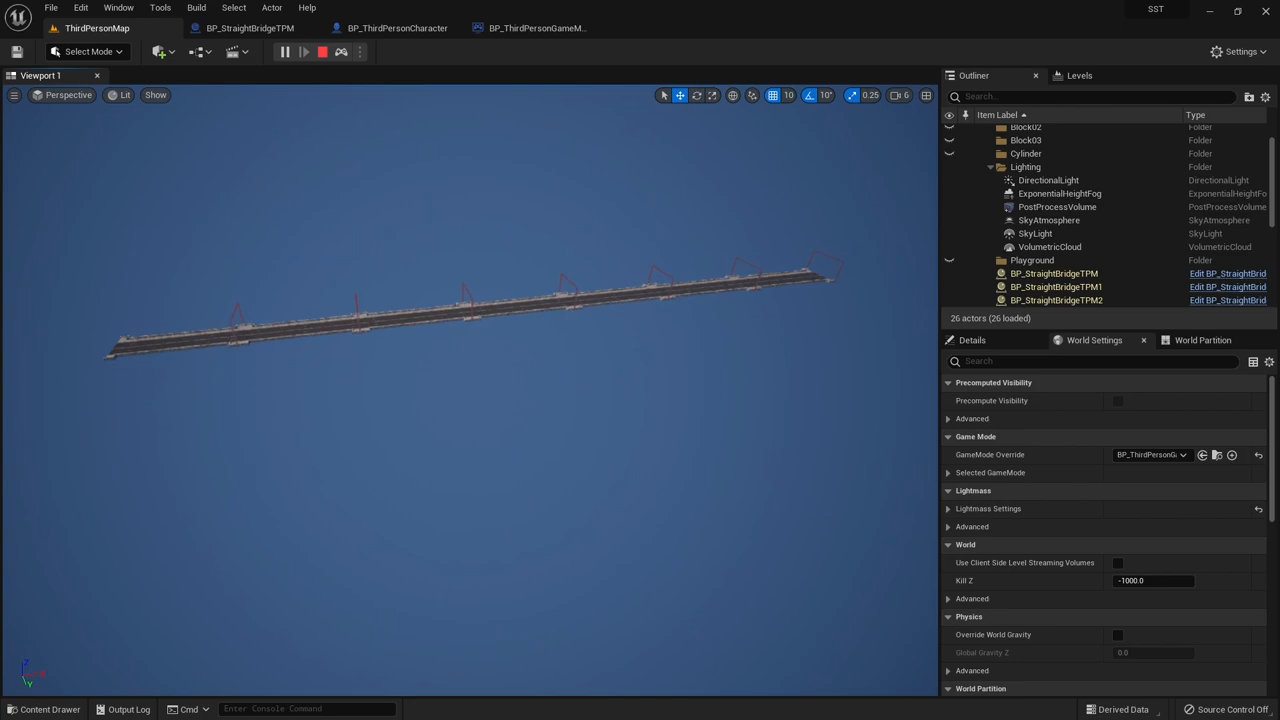 File Edit Window Tools Build Select Actor Help SST
ThirdPersonMap BP_StraightBridgeTPM BP_ThirdPersonCharacter BP_ThirdPersonGameM...
Select Mode Settings
Viewport 1 Outliner Levels
Perspective Lit Show 10 10° 0.25 6 Search...
Item Label Type
Block02 Folder
Block03 Folder
Cylinder Folder
Lighting Folder
DirectionalLight DirectionalLight
ExponentialHeightFog ExponentialHeightFo
PostProcessVolume PostProcessVolume
SkyAtmosphere SkyAtmosphere
SkyLight SkyLight
VolumetricCloud VolumetricCloud
Playground Folder
BP_StraightBridgeTPM Edit BP_StraightBrid
BP_StraightBridgeTPM1 Edit BP_StraightBrid
BP_StraightBridgeTPM2 Edit BP_StraightBrid
26 actors (26 loaded)
Details World Settings World Partition
Search
Precomputed Visibility
Precompute Visibility
Advanced
Game Mode
GameMode Override BP_ThirdPersonGa
Selected GameMode
Lightmass
Lightmass Settings
Advanced
World
Use Client Side Level Streaming Volumes
Kill Z -1000.0
Advanced
Physics
Override World Gravity
Global Gravity Z 0.0
Advanced
World Partition
Z
Y
Content Drawer Output Log Cmd Enter Console Command Derived Data Source Control Off